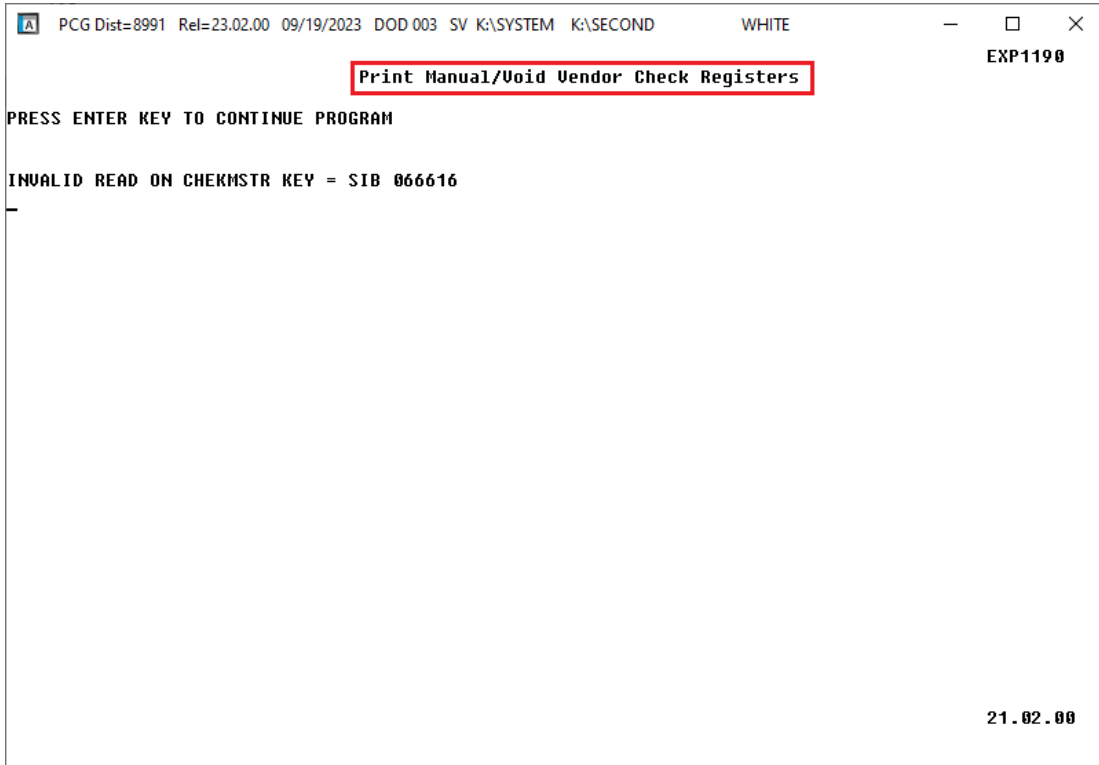 PCG Dist=8991 Rel=23.02.00 09/19/2023 DOD 003 SV K:\SYSTEM K:\SECOND WHITE
EXP1190
Print Manual/Void Vendor Check Registers
PRESS ENTER KEY TO CONTINUE PROGRAM
INVALID READ ON CHEKMSTR KEY = SIB 066616
21.02.00